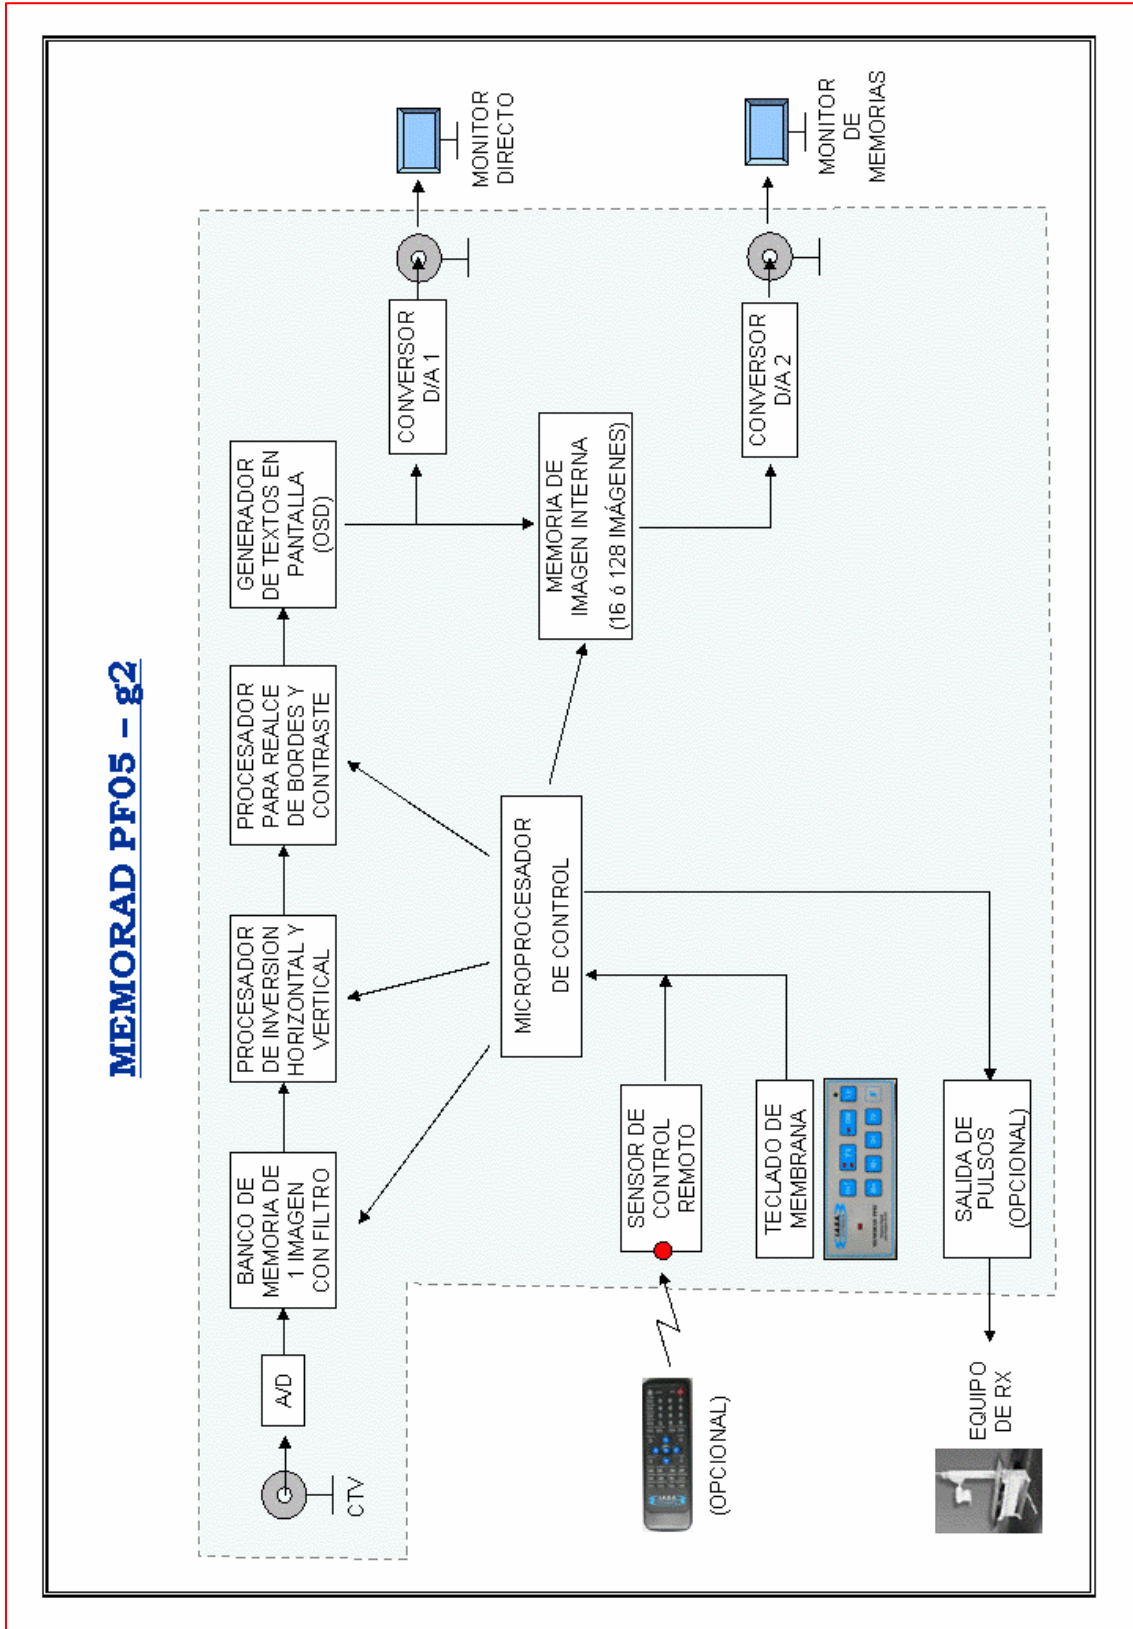 MEMORAD PF05 – g2
CTV
A/D
BANCO DE
MEMORIA DE
1 IMAGEN
CON FILTRO
PROCESADOR
DE INVERSION
HORIZONTAL Y
VERTICAL
PROCESADOR
PARA REALCE
DE BORDES Y
CONTRASTE
GENERADOR
DE TEXTOS EN
PANTALLA
(OSD)
CONVERSOR
D/A 1
MONITOR
DIRECTO
MICROPROCESADOR
DE CONTROL
MEMORIA DE
IMAGEN INTERNA
(16 ó 128 IMÁGENES)
CONVERSOR
D/A 2
MONITOR
DE
MEMORIAS
(OPCIONAL)
SENSOR DE
CONTROL
REMOTO
TECLADO DE
MEMBRANA
EQUIPO
DE RX
SALIDA DE
PULSOS
(OPCIONAL)